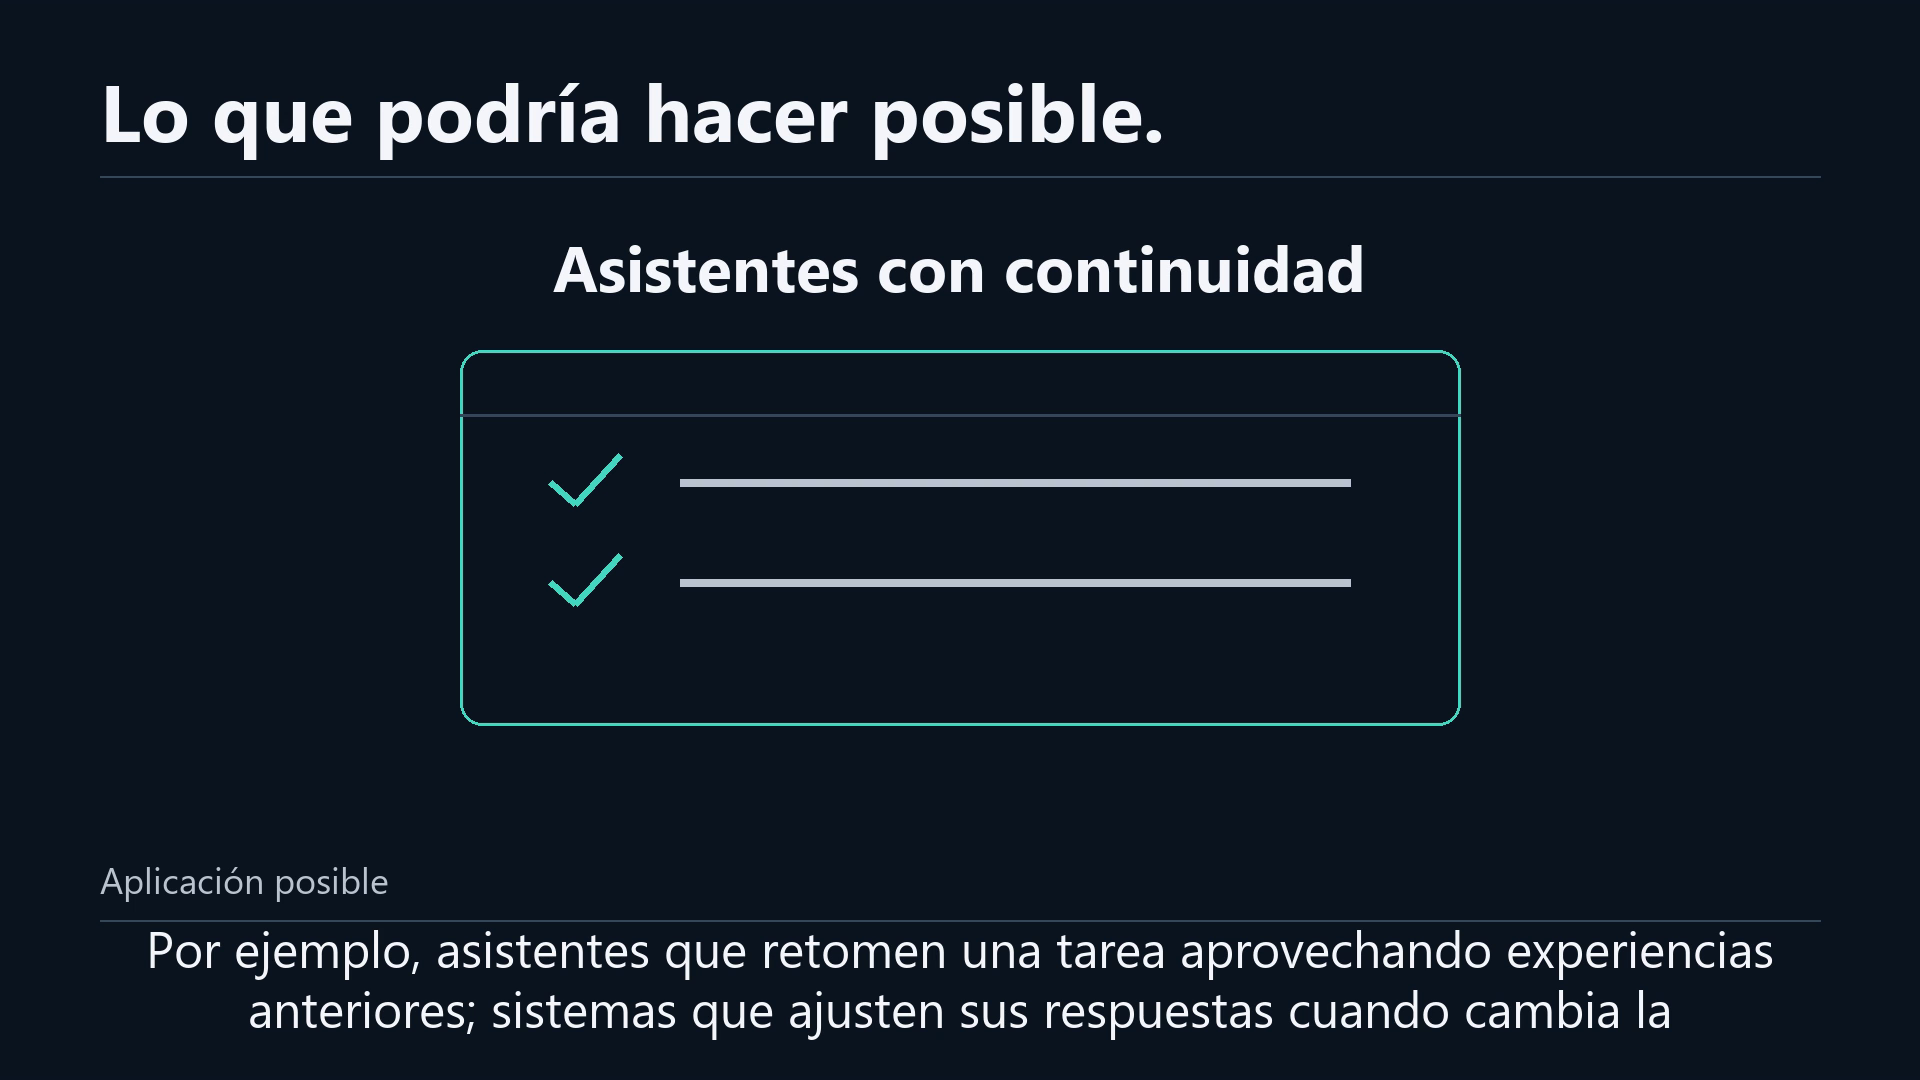 Lo que podría hacer posible.
Asistentes con continuidad
Aplicación posible
Por ejemplo, asistentes que retomen una tarea aprovechando experiencias
anteriores; sistemas que ajusten sus respuestas cuando cambia la